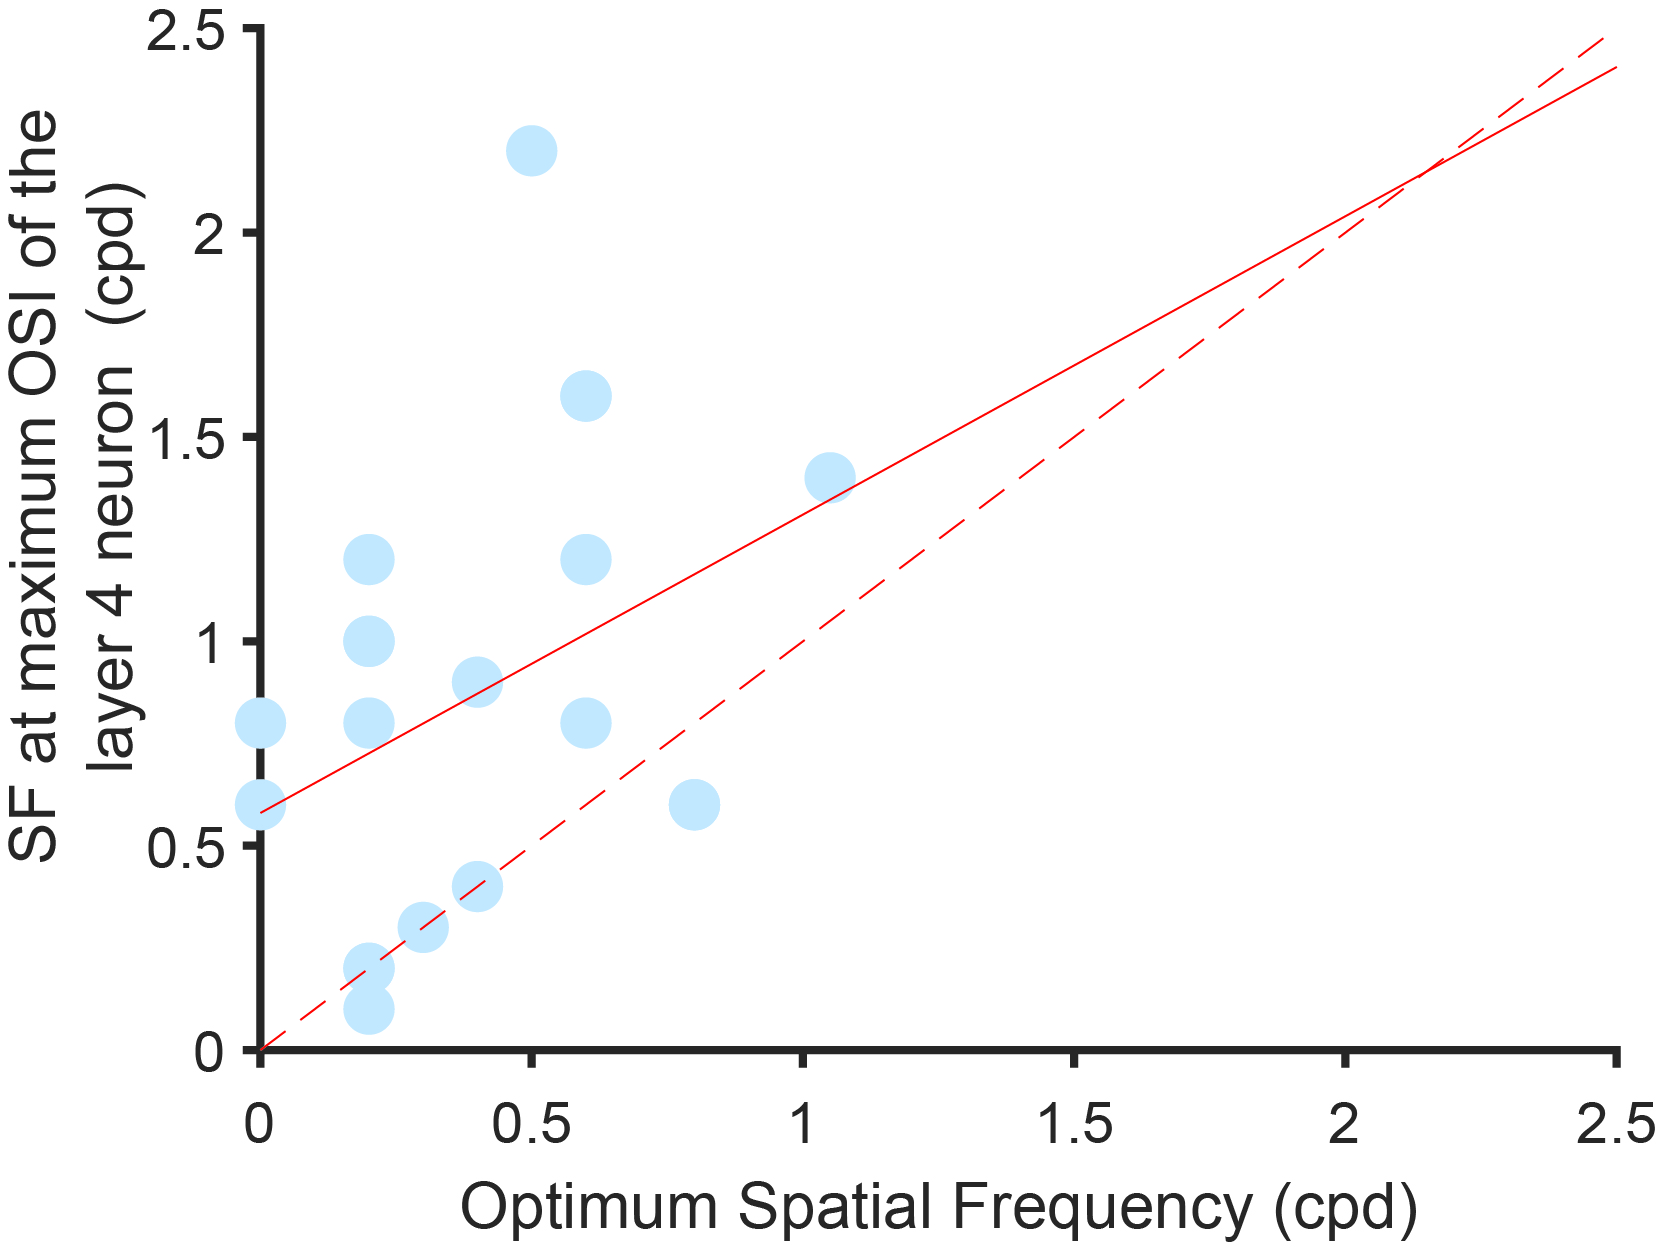 SF at maximum OSI of the
layer 4 neuron (cpd)
2.5
2
1.5
1
0.5
0
0 0.5 1 1.5 2 2.5
Optimum Spatial Frequency (cpd)